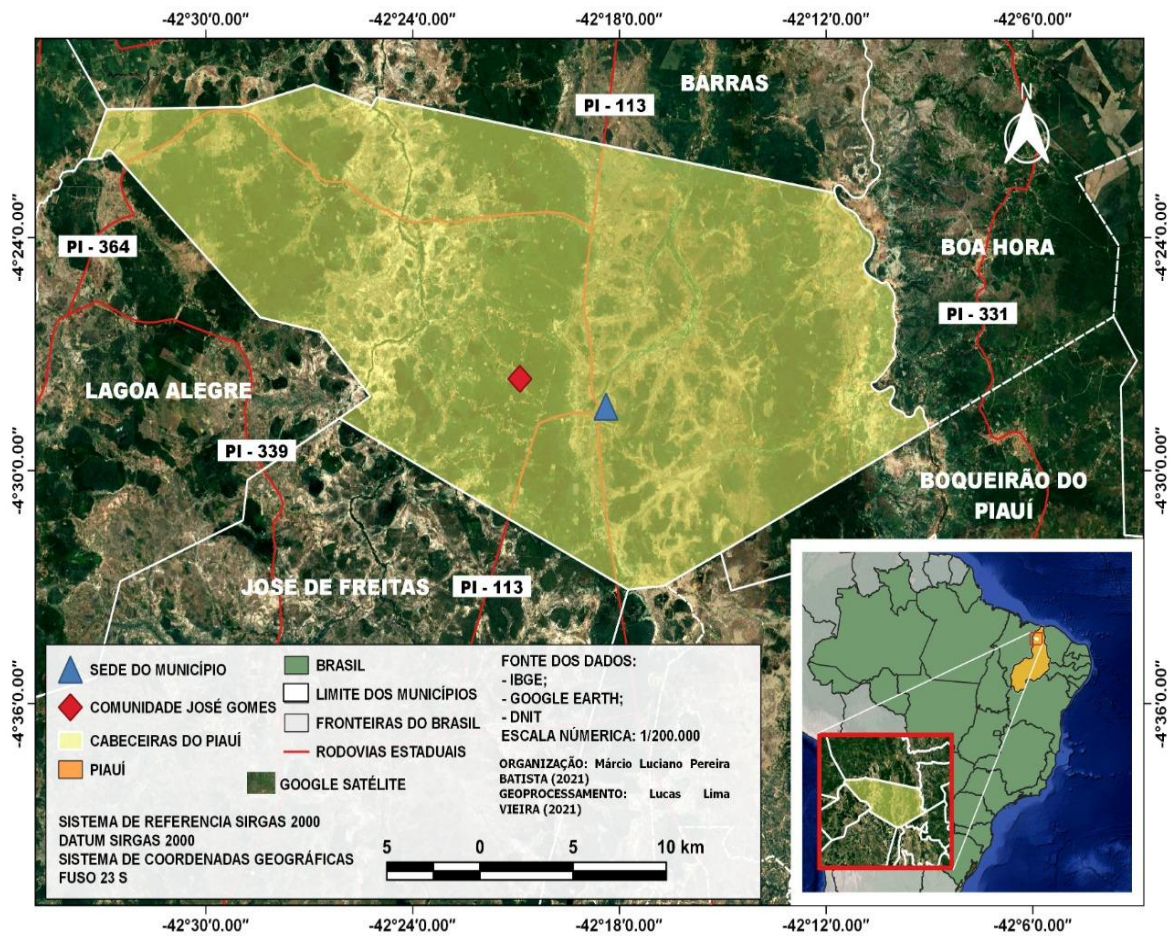 -42°30'0.00"
-42°24'0.00"
-42°18'0.00"
-42°12'0.00"
-42°6'0.00"
BARRAS
PI - 113
N
-4°24'0.00"
PI - 364
BOA HORA
-4°24'0.00"
PI - 331
LAGOA ALEGRE
PI - 339
-4°30'0.00"
BOQUEIRÃO DO
PIAUÍ
-4°30'0.00"
JOSÉ DE FREITAS
PI - 113
SEDE DO MUNICÍPIO
COMUNIDADE JOSÉ GOMES
CABECEIRAS DO PIAUÍ
PIAUÍ
BRASIL
LIMITE DOS MUNICÍPIOS
FRONTEIRAS DO BRASIL
RODOVIAS ESTADUAIS
GOOGLE SATÉLITE
FONTE DOS DADOS:
- IBGE;
- GOOGLE EARTH;
- DNIT
ESCALA NÚMERICA: 1/200.000
ORGANIZAÇÃO: Márcio Luciano Pereira
BATISTA (2021)
GEOPROCESSAMENTO: Lucas Lima
VIEIRA (2021)
SISTEMA DE REFERENCIA SIRGAS 2000
DATUM SIRGAS 2000
SISTEMA DE COORDENADAS GEOGRÁFICAS
FUSO 23 S
5 0 5 10 km
-4°36'0.00"
-4°36'0.00"
-42°30'0.00"
-42°24'0.00"
-42°18'0.00"
-42°12'0.00"
-42°6'0.00"